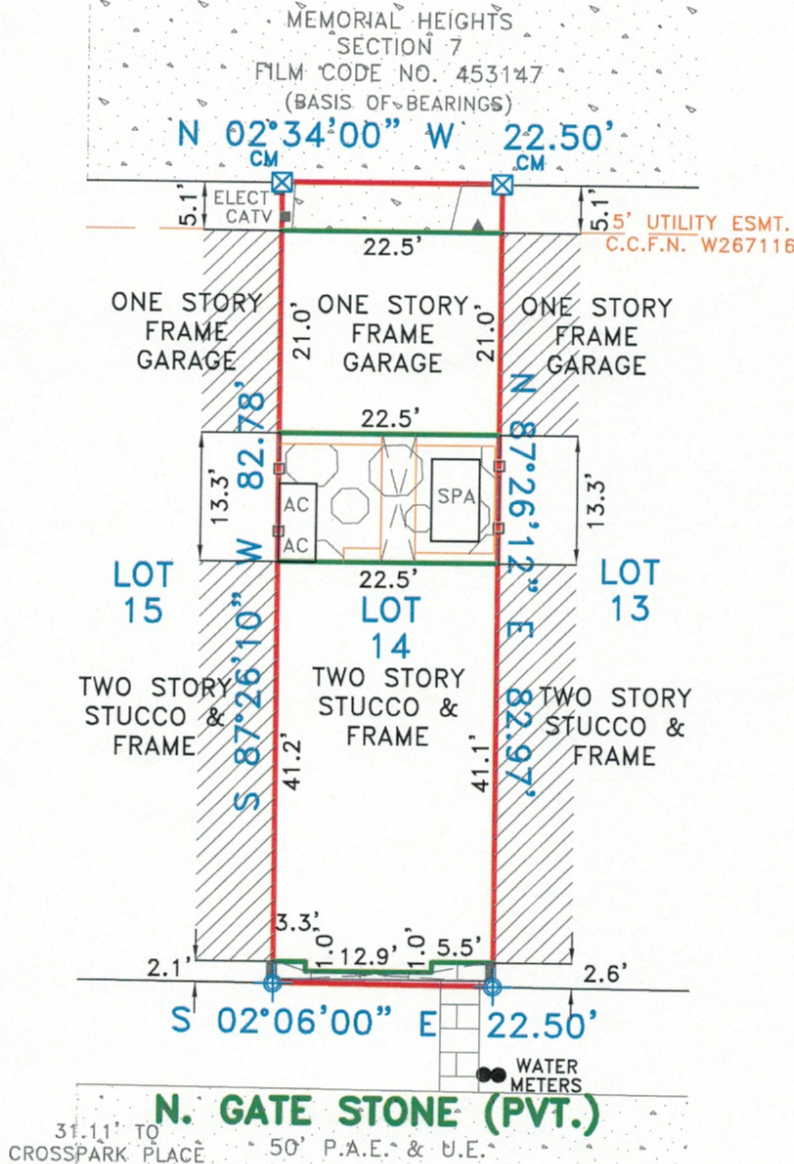 MEMORIAL HEIGHTS
SECTION 7
FILM CODE NO. 453147
(BASIS OF BEARINGS)
N 02°34'00" W 22.50'
CM
CM
5.1'
ELECT
CATV
5.1'
5' UTILITY ESMT.
C.C.F.N. W267116
22.5'
ONE STORY
FRAME
GARAGE
21.0'
ONE STORY
FRAME
GARAGE
21.0'
ONE STORY
FRAME
GARAGE
S 87°26'10" W 82.78'
N 87°26'12" E 82.97'
22.5'
13.3'
AC
AC
SPA
13.3'
22.5'
LOT
15
LOT
14
LOT
13
TWO STORY
STUCCO &
FRAME
TWO STORY
STUCCO &
FRAME
TWO STORY
STUCCO &
FRAME
41.2'
41.1'
3.3'
1.0'
12.9'
1.0'
5.5'
2.1'
2.6'
S 02°06'00" E 22.50'
WATER
METERS
N. GATE STONE (PVT.)
31.11' TO
CROSSPARK PLACE
50' P.A.E. & U.E.